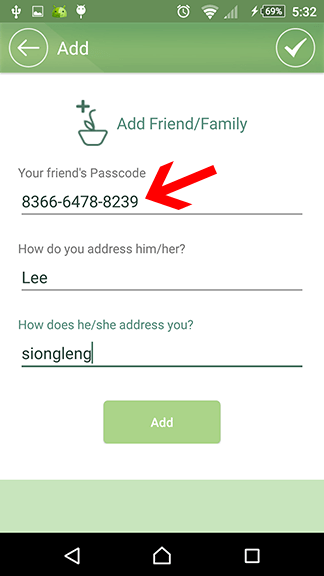 69% 5:32
Add
Add Friend/Family
Your friend's Passcode
8366-6478-8239
How do you address him/her?
Lee
How does he/she address you?
siongleng
Add